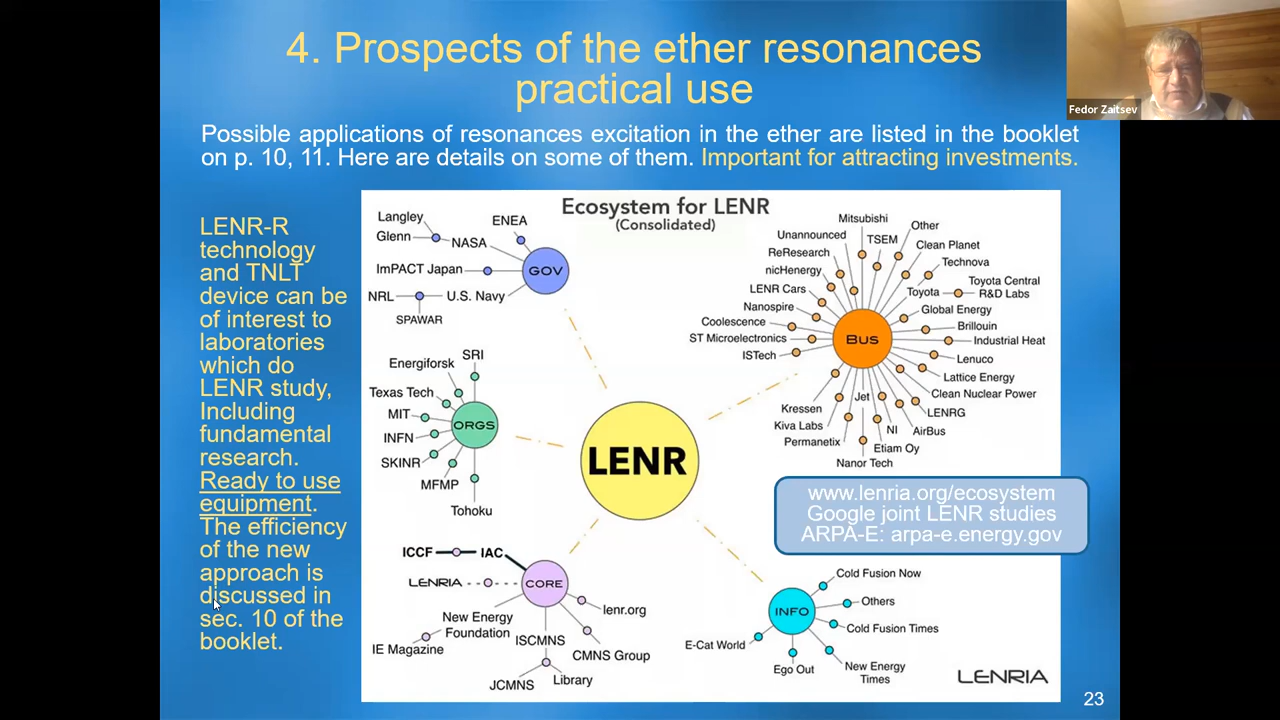 4. Prospects of the ether resonances
practical use
Fedor Zaitsev
Possible applications of resonances excitation in the ether are listed in the booklet
on p. 10, 11. Here are details on some of them. Important for attracting investments.
LENR-R
technology
and TNLT
device can be
of interest to
laboratories
which do
LENR study,
Including
fundamental
research.
Ready to use
equipment.
The efficiency
of the new
approach is
discussed in
sec. 10 of the
booklet.
Ecosystem for LENR
(Consolidated)
Langley
Glenn
NASA
ENEA
ImPACT Japan
NRL
U.S. Navy
SPAWAR
GOV
Mitsubishi
Unannounced
TSEM
Other
ReResearch
Clean Planet
nicHenergy
Technova
LENR Cars
Toyota
Toyota Central
R&D Labs
Nanospire
Global Energy
Coolescence
Brillouin
ST Microelectronics
Industrial Heat
ISTech
Lenuco
Lattice Energy
Clean Nuclear Power
LENRG
AirBus
NI
Etiam Oy
Jet
Nanor Tech
Kressen
Kiva Labs
Permanetix
BUS
SRI
Energiforsk
Texas Tech
MIT
INFN
SKINR
MFMP
Tohoku
ORGS
LENR
www.lenria.org/ecosystem
Google joint LENR studies
ARPA-E: arpa-e.energy.gov
ICCF
IAC
LENRIA
CORE
New Energy
Foundation
IE Magazine
ISCMNS
JCMNS
Library
CMNS Group
lenr.org
INFO
Cold Fusion Now
Others
Cold Fusion Times
New Energy
Times
Ego Out
E-Cat World
LENRIA
23